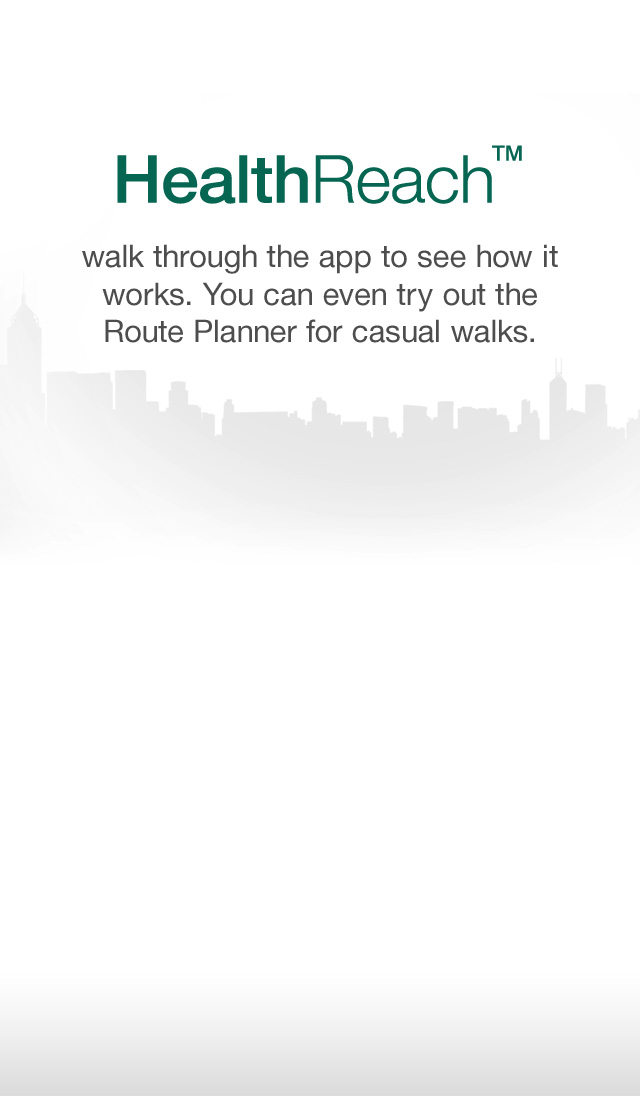 HealthReach™
walk through the app to see how it
works. You can even try out the
Route Planner for casual walks.